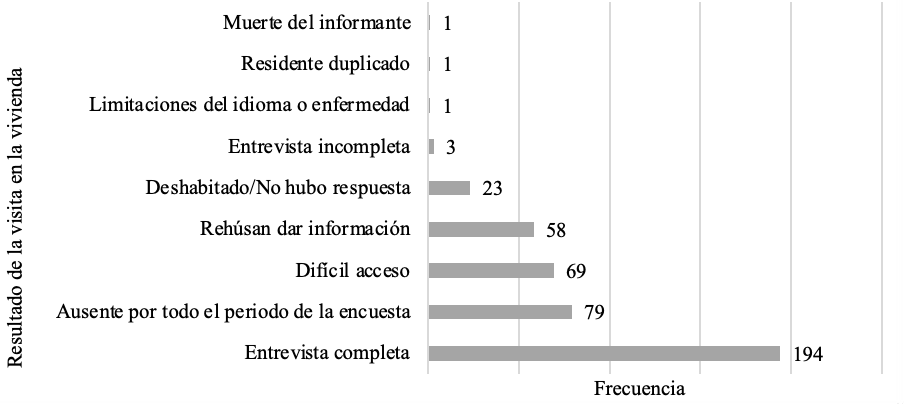 Resultado de la visita en la vivienda
Muerte del informante 1
Residente duplicado 1
Limitaciones del idioma o enfermedad 1
Entrevista incompleta 3
Deshabitado/No hubo respuesta 23
Rehúsan dar información 58
Difícil acceso 69
Ausente por todo el periodo de la encuesta 79
Entrevista completa 194
Frecuencia